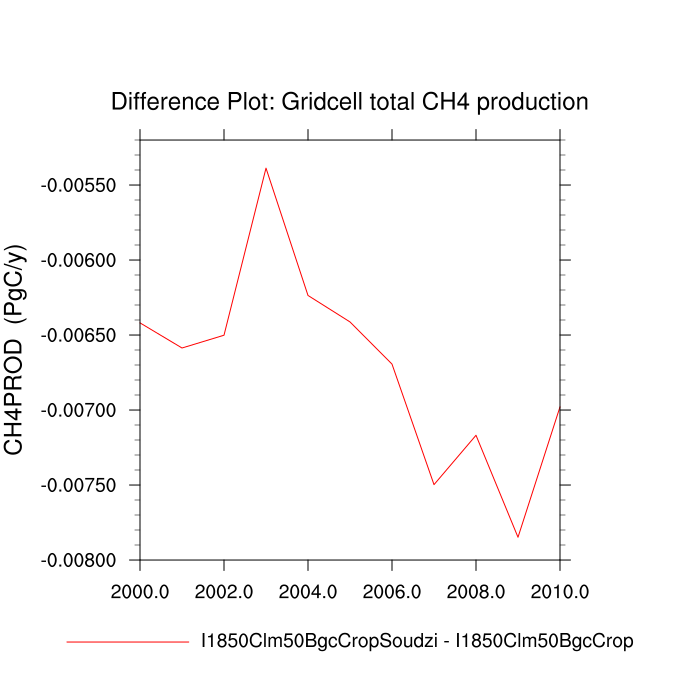 Difference Plot: Gridcell total CH4 production
CH4PROD (PgC/y)
-0.00550
-0.00600
-0.00650
-0.00700
-0.00750
-0.00800
2000.0 2002.0 2004.0 2006.0 2008.0 2010.0
I1850Clm50BgcCropSoudzi - I1850Clm50BgcCrop